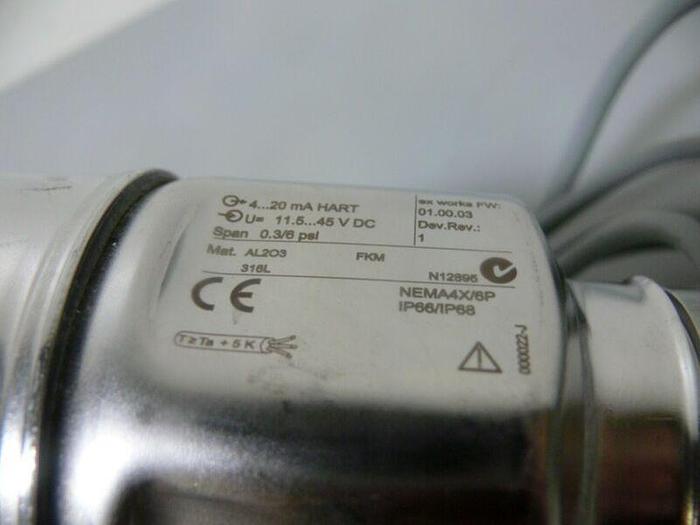 4...20 mA HART
U= 11.5...45 V DC
Span 0.3/6 psi
ex works FW:
01.00.03
Dev.Rev.:
1
Mat. AL2O3 FKM
316L
N12895
CE
NEMA4X/6P
IP66/IP68
T≥Ta + 5 K
000022-J